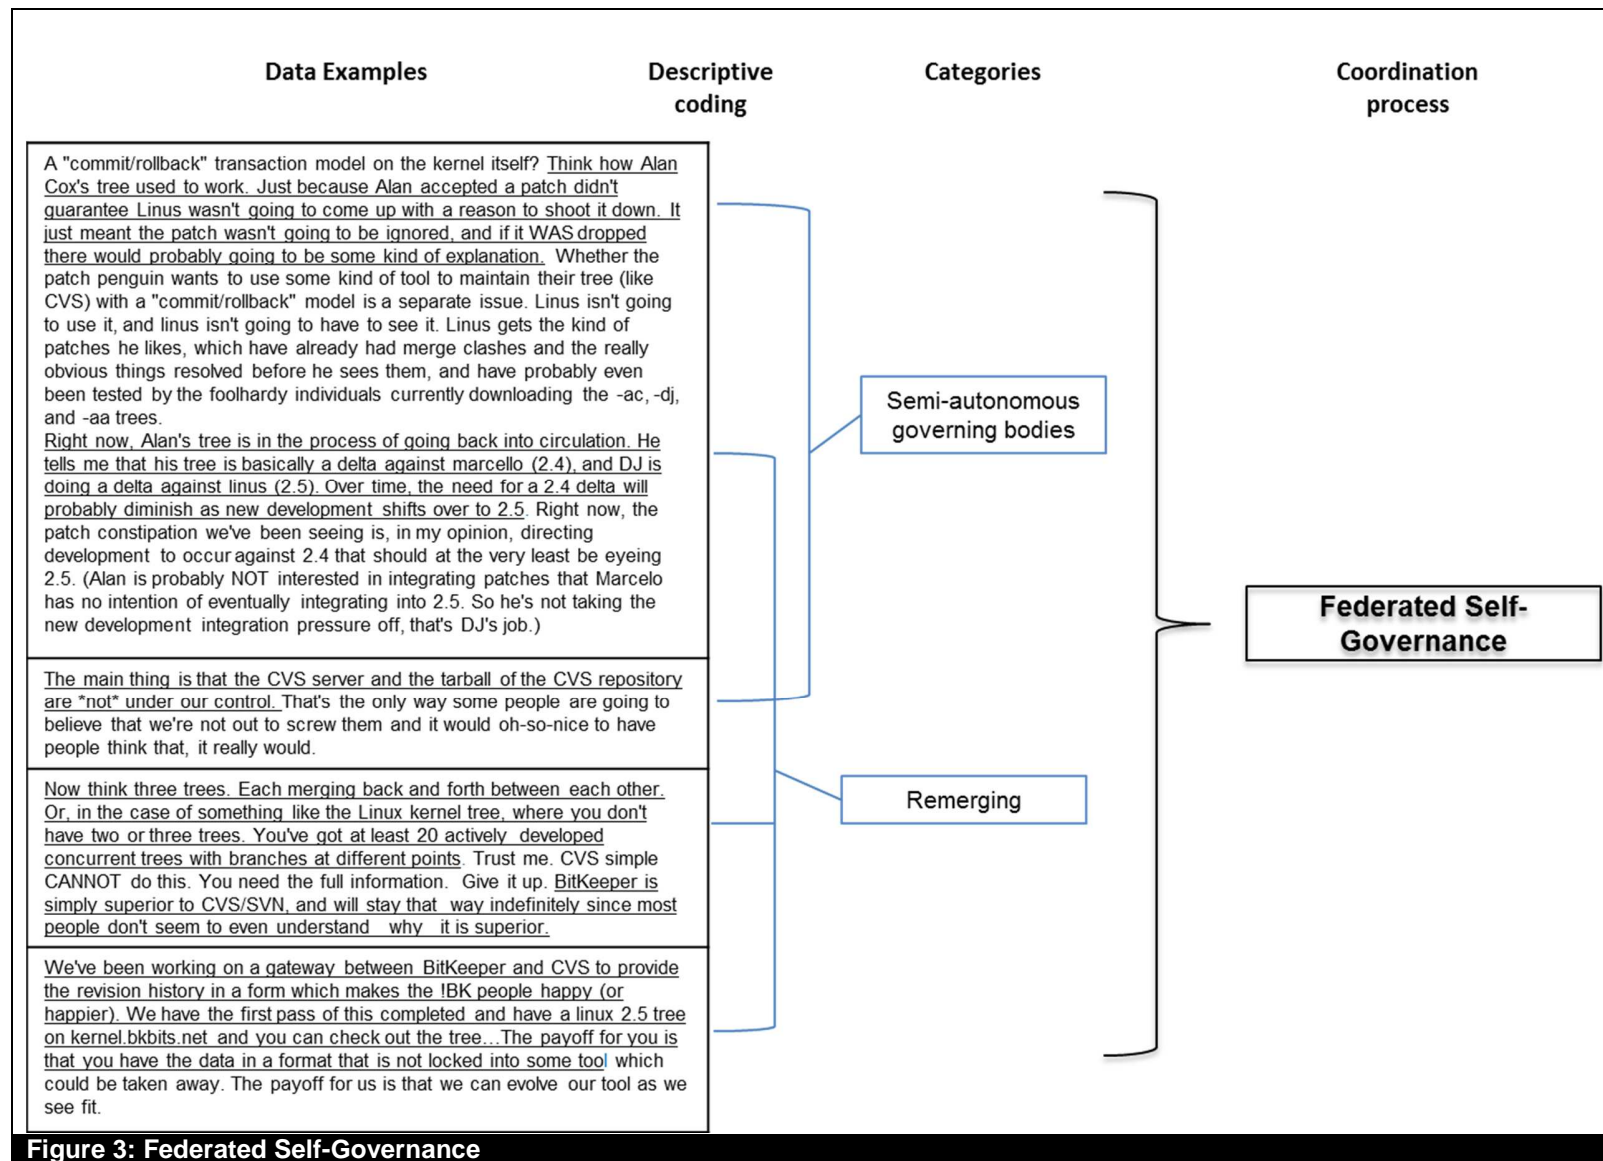 Data Examples
Descriptive
coding
Categories
Coordination
process
A "commit/rollback" transaction model on the kernel itself? Think how Alan
Cox's tree used to work. Just because Alan accepted a patch didn't
guarantee Linus wasn't going to come up with a reason to shoot it down. It
just meant the patch wasn't going to be ignored, and if it WAS dropped
there would probably going to be some kind of explanation. Whether the
patch penguin wants to use some kind of tool to maintain their tree (like
CVS) with a "commit/rollback" model is a separate issue. Linus isn't going
to use it, and linus isn't going to have to see it. Linus gets the kind of
patches he likes, which have already had merge clashes and the really
obvious things resolved before he sees them, and have probably even
been tested by the foolhardy individuals currently downloading the -ac, -dj,
and -aa trees.
Right now, Alan's tree is in the process of going back into circulation. He
tells me that his tree is basically a delta against marcello (2.4), and DJ is
doing a delta against linus (2.5). Over time, the need for a 2.4 delta will
probably diminish as new development shifts over to 2.5. Right now, the
patch constipation we've been seeing is, in my opinion, directing
development to occur against 2.4 that should at the very least be eyeing
2.5. (Alan is probably NOT interested in integrating patches that Marcelo
has no intention of eventually integrating into 2.5. So he's not taking the
new development integration pressure off, that's DJ's job.)
The main thing is that the CVS server and the tarball of the CVS repository
are *not* under our control. That's the only way some people are going to
believe that we're not out to screw them and it would oh-so-nice to have
people think that, it really would.
Now think three trees. Each merging back and forth between each other.
Or, in the case of something like the Linux kernel tree, where you don't
have two or three trees. You've got at least 20 actively developed
concurrent trees with branches at different points. Trust me. CVS simple
CANNOT do this. You need the full information. Give it up. BitKeeper is
simply superior to CVS/SVN, and will stay that way indefinitely since most
people don't seem to even understand why it is superior.
We've been working on a gateway between BitKeeper and CVS to provide
the revision history in a form which makes the !BK people happy (or
happier). We have the first pass of this completed and have a linux 2.5 tree
on kernel.bkbits.net and you can check out the tree…The payoff for you is
that you have the data in a format that is not locked into some tool which
could be taken away. The payoff for us is that we can evolve our tool as we
see fit.
Semi-autonomous
governing bodies
Remerging
Federated Self-
Governance
Figure 3: Federated Self-Governance